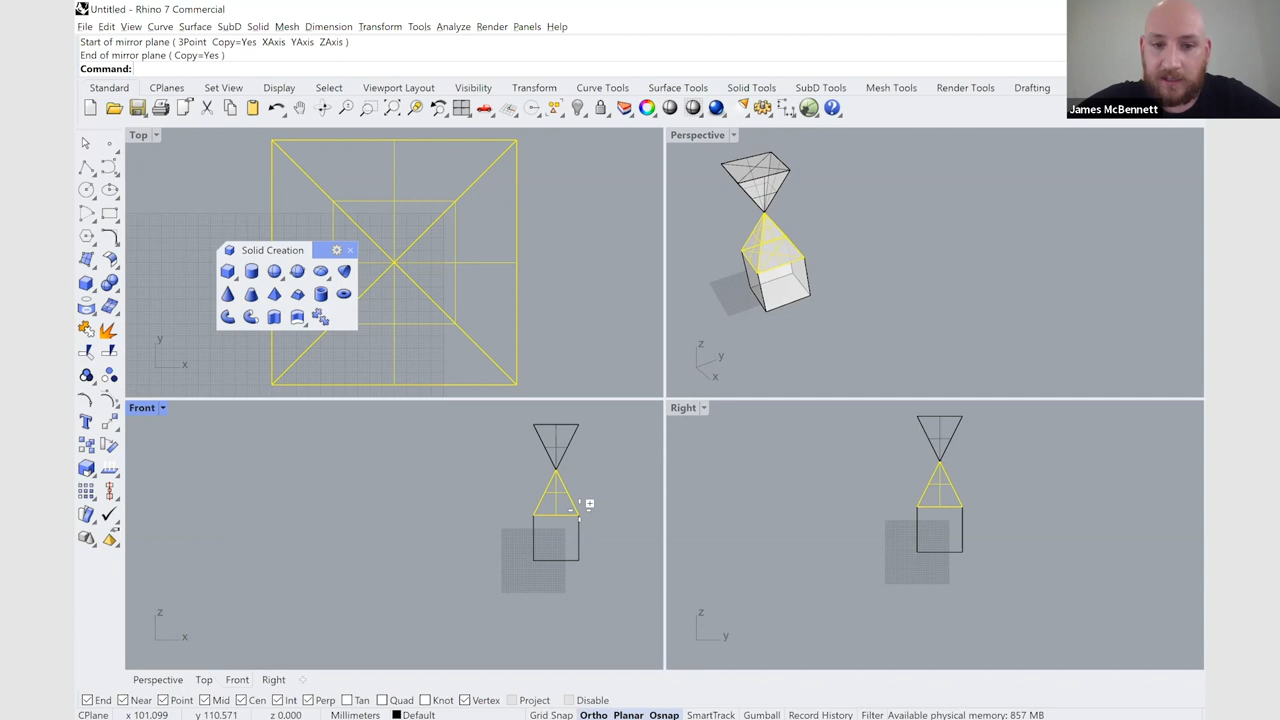 Untitled - Rhino 7 Commercial
File Edit View Curve Surface SubD Solid Mesh Dimension Transform Tools Analyze Render Panels Help
Start of mirror plane ( 3Point Copy=Yes XAxis YAxis ZAxis )
End of mirror plane ( Copy=Yes )
Command:
Standard CPlanes Set View Display Select Viewport Layout Visibility Transform Curve Tools Surface Tools Solid Tools SubD Tools Mesh Tools Render Tools Drafting
James McBennett
Top
Perspective
Solid Creation
y
x
z
y
x
Front
Right
z
x
z
y
Perspective Top Front Right
End Near Point Mid Cen Int Perp Tan Quad Knot Vertex Project Disable
CPlane x 101.099 y 110.571 z 0.000 Millimeters Default Grid Snap Ortho Planar Osnap SmartTrack Gumball Record History Filter Available physical memory: 857 MB